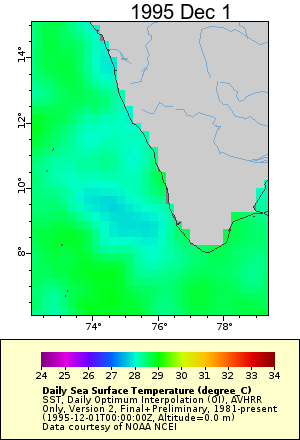 1995 Dec 1
14°
12°
10°
8°
74°
76°
78°
24 25 26 27 28 29 30 31 32 33 34
Daily Sea Surface Temperature (degree_C)
SST, Daily Optimum Interpolation (OI), AVHRR
Only, Version 2, Final+Preliminary, 1981-present
(1995-12-01T00:00:00Z, Altitude=0.0 m)
Data courtesy of NOAA NCEI